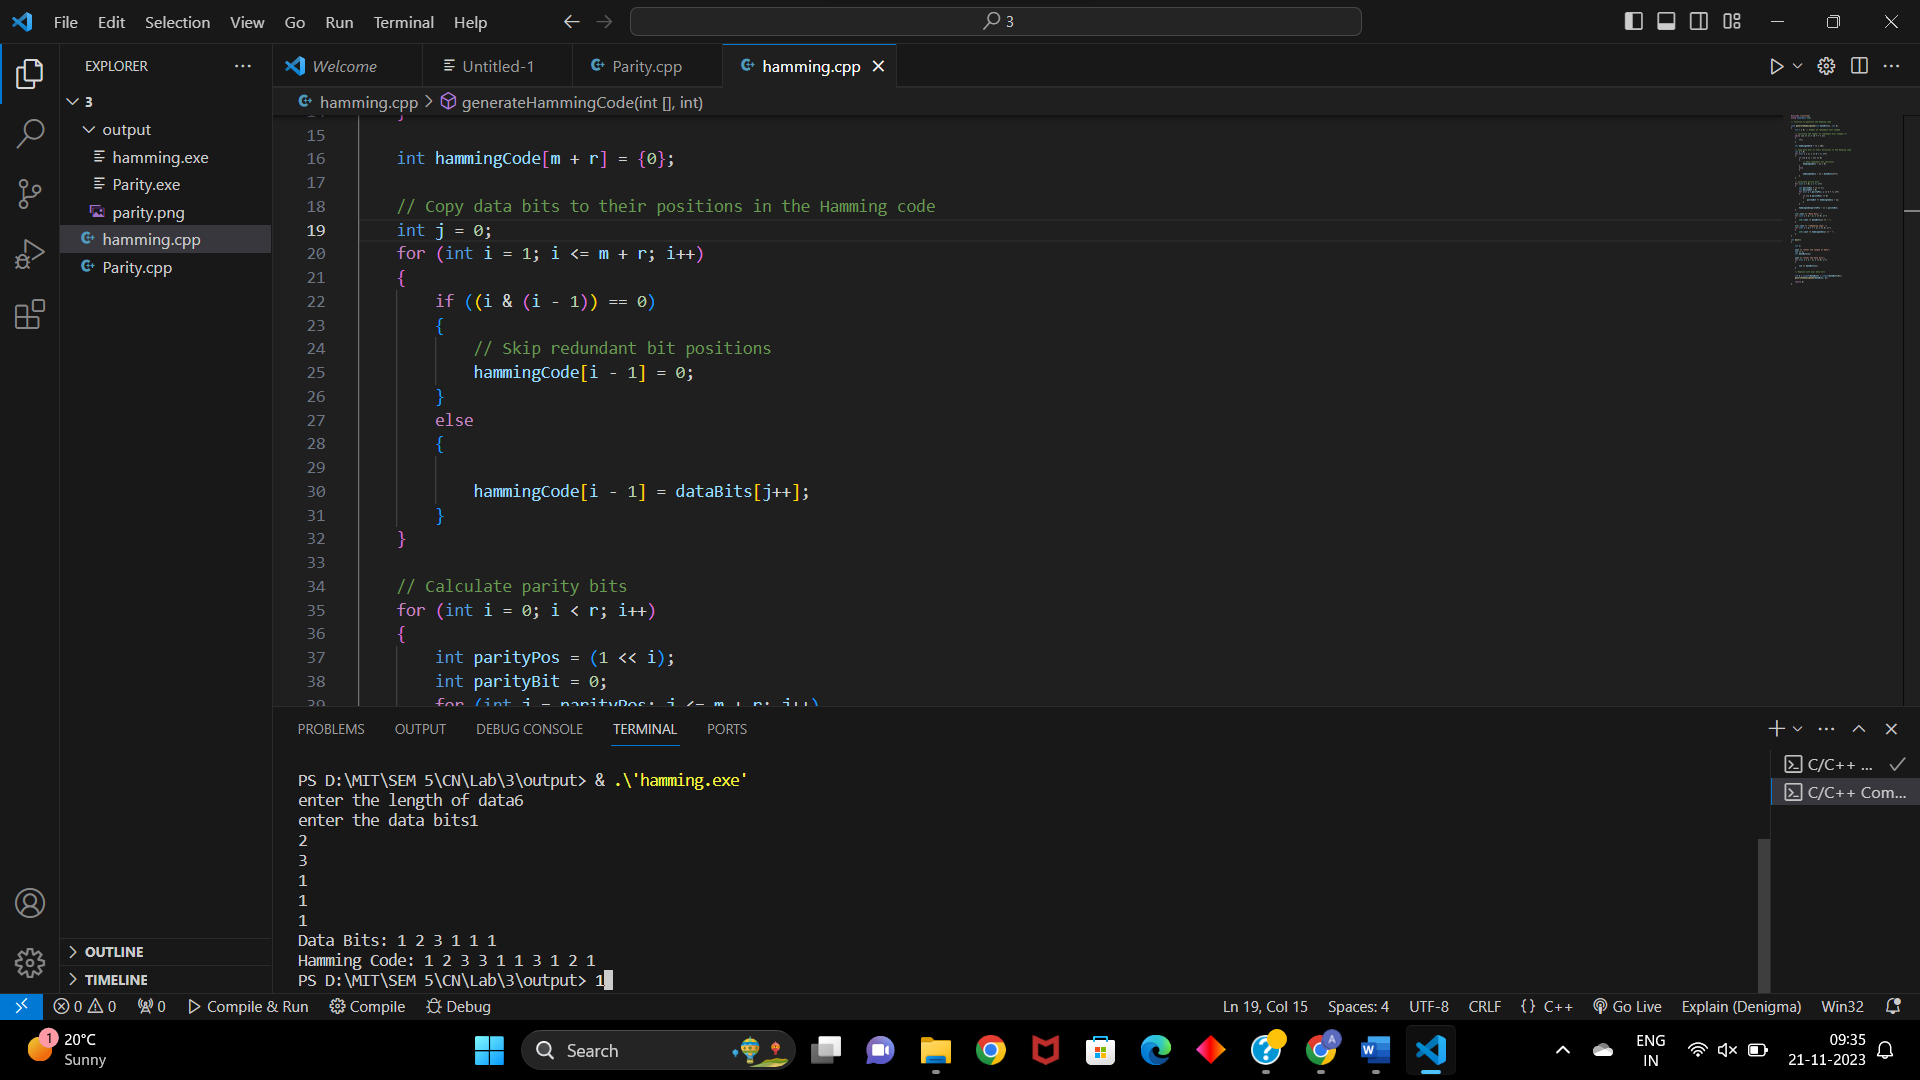 File Edit Selection View Go Run Terminal Help
3
EXPLORER
3
output
hamming.exe
Parity.exe
parity.png
hamming.cpp
Parity.cpp
OUTLINE
TIMELINE
Welcome Untitled-1 Parity.cpp hamming.cpp
hamming.cpp > generateHammingCode(int [], int)
15
16 int hammingCode[m + r] = {0};
17
18 // Copy data bits to their positions in the Hamming code
19 int j = 0;
20 for (int i = 1; i <= m + r; i++)
21 {
22 if ((i & (i - 1)) == 0)
23 {
24 // Skip redundant bit positions
25 hammingCode[i - 1] = 0;
26 }
27 else
28 {
29
30 hammingCode[i - 1] = dataBits[j++];
31 }
32 }
33
34 // Calculate parity bits
35 for (int i = 0; i < r; i++)
36 {
37 int parityPos = (1 << i);
38 int parityBit = 0;
39 for (int j = parityPos; j <= m + r; j++)
PROBLEMS OUTPUT DEBUG CONSOLE TERMINAL PORTS
PS D:\MIT\SEM 5\CN\Lab\3\output> & .\'hamming.exe'
enter the length of data6
enter the data bits1
2
3
1
1
1
Data Bits: 1 2 3 1 1 1
Hamming Code: 1 2 3 3 1 1 3 1 2 1
PS D:\MIT\SEM 5\CN\Lab\3\output> 1
C/C++ ...
C/C++ Com...
0 0 0 Compile & Run Compile Debug
Ln 19, Col 15 Spaces: 4 UTF-8 CRLF {} C++ Go Live Explain (Denigma) Win32
1
20°C
Sunny
Search
A
W
ENG
IN
09:35
21-11-2023